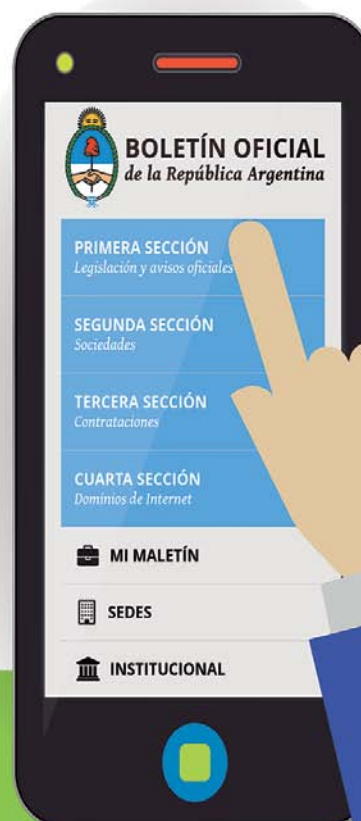 BOLETÍN OFICIAL
de la República Argentina
PRIMERA SECCIÓN
Legislación y avisos oficiales
SEGUNDA SECCIÓN
Sociedades
TERCERA SECCIÓN
Contrataciones
CUARTA SECCIÓN
Dominios de Internet
MI MALETÍN
SEDES
INSTITUCIONAL